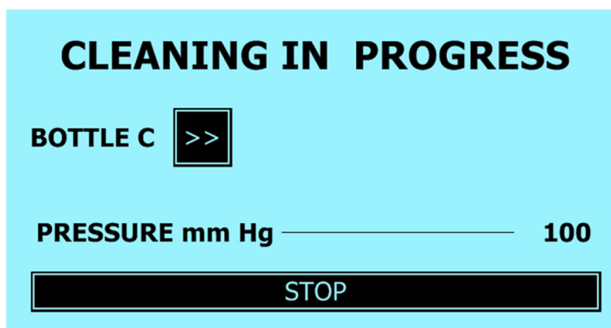 CLEANING IN PROGRESS
BOTTLE C >>
PRESSURE mm Hg 100
STOP